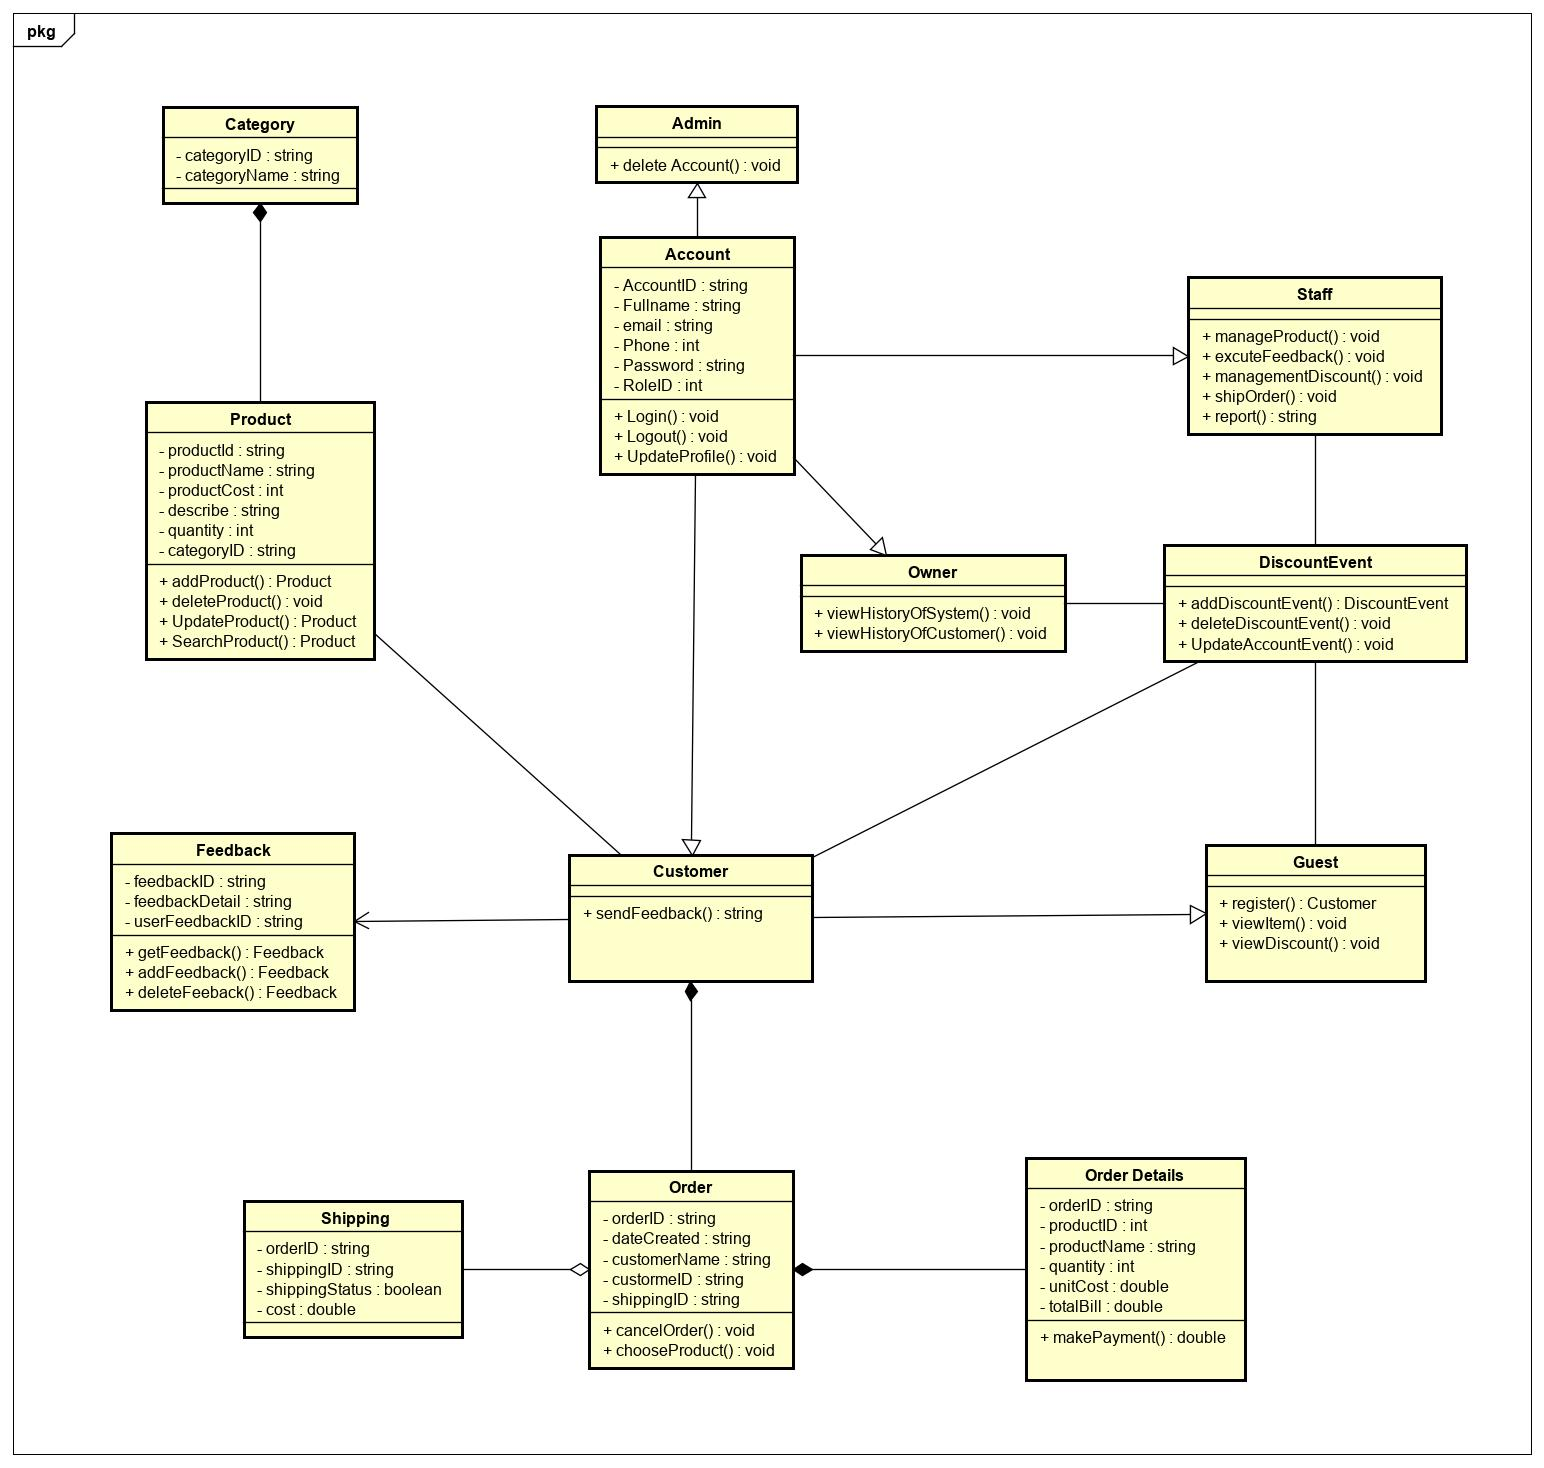 pkg
Category
- categoryID : string
- categoryName : string
Admin
+ delete Account() : void
Account
- AccountID : string
- Fullname : string
- email : string
- Phone : int
- Password : string
- RoleID : int
+ Login() : void
+ Logout() : void
+ UpdateProfile() : void
Staff
+ manageProduct() : void
+ excuteFeedback() : void
+ managementDiscount() : void
+ shipOrder() : void
+ report() : string
Product
- productId : string
- productName : string
- productCost : int
- describe : string
- quantity : int
- categoryID : string
+ addProduct() : Product
+ deleteProduct() : void
+ UpdateProduct() : Product
+ SearchProduct() : Product
Owner
+ viewHistoryOfSystem() : void
+ viewHistoryOfCustomer() : void
DiscountEvent
+ addDiscountEvent() : DiscountEvent
+ deleteDiscountEvent() : void
+ UpdateAccountEvent() : void
Feedback
- feedbackID : string
- feedbackDetail : string
- userFeedbackID : string
+ getFeedback() : Feedback
+ addFeedback() : Feedback
+ deleteFeeback() : Feedback
Customer
+ sendFeedback() : string
Guest
+ register() : Customer
+ viewItem() : void
+ viewDiscount() : void
Shipping
- orderID : string
- shippingID : string
- shippingStatus : boolean
- cost : double
Order
- orderID : string
- dateCreated : string
- customerName : string
- custormeID : string
- shippingID : string
+ cancelOrder() : void
+ chooseProduct() : void
Order Details
- orderID : string
- productID : int
- productName : string
- quantity : int
- unitCost : double
- totalBill : double
+ makePayment() : double